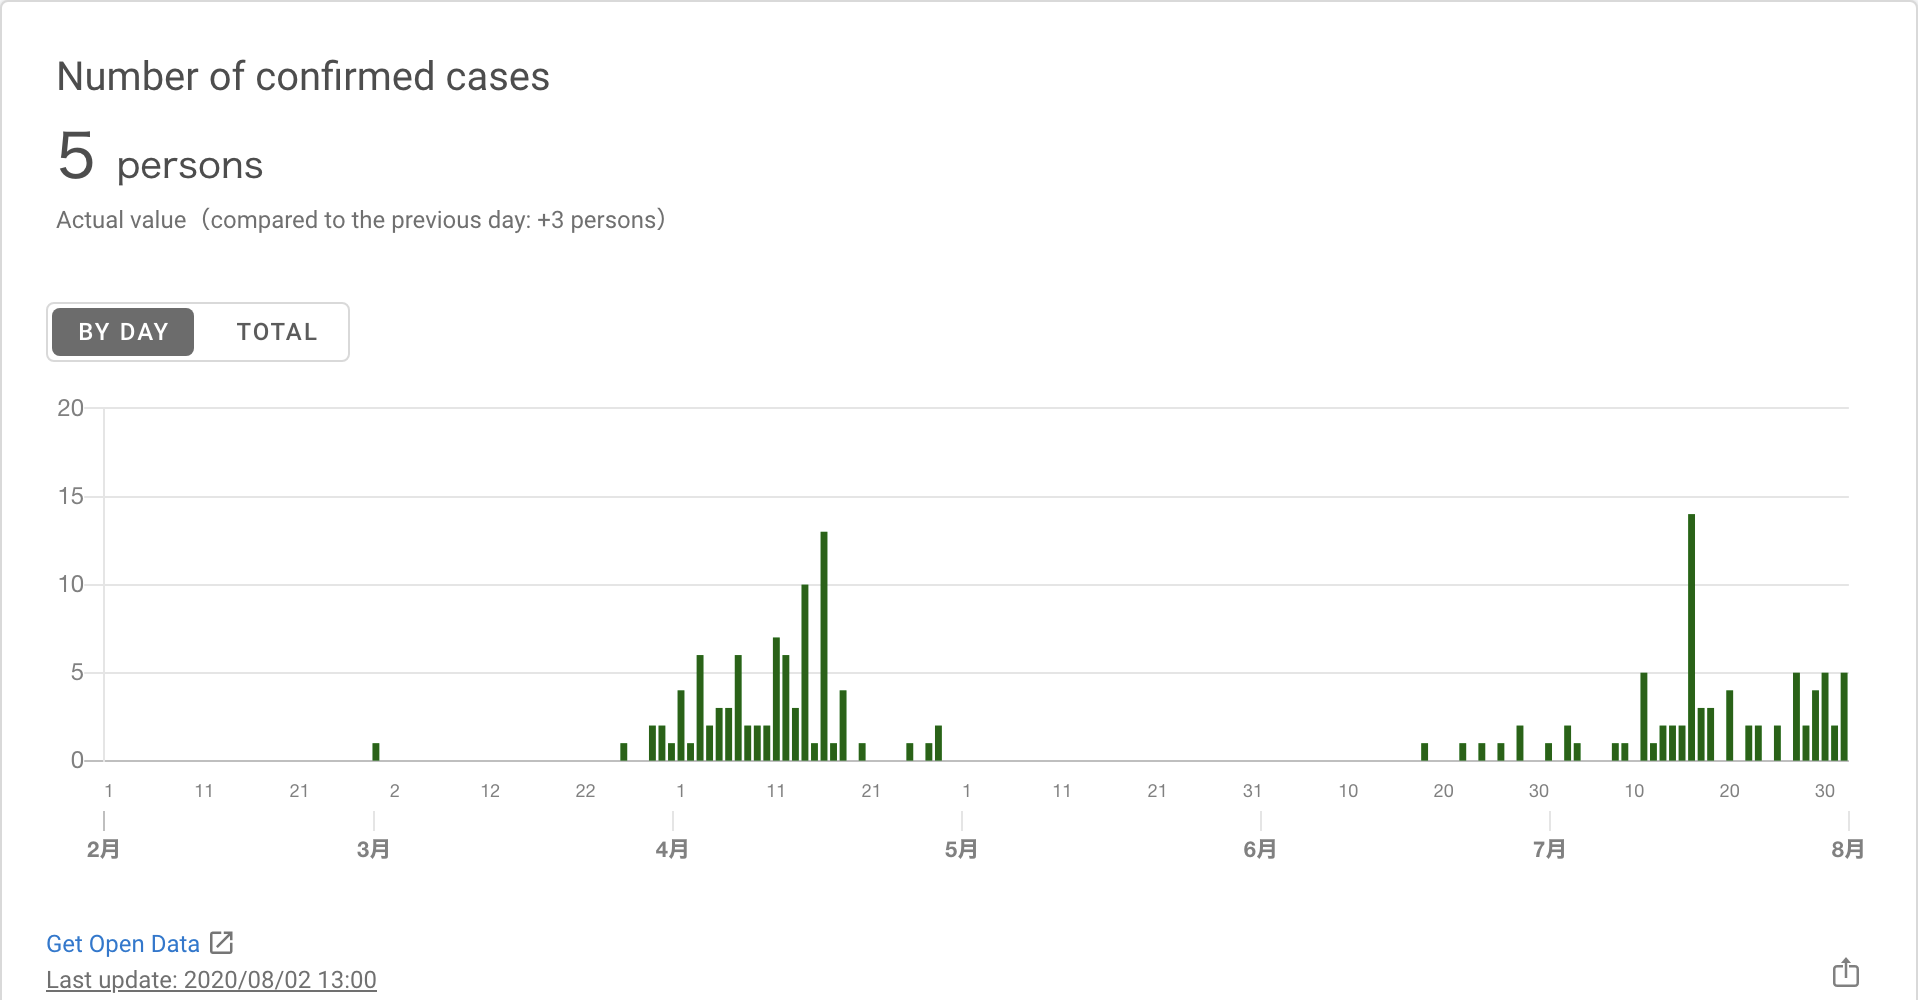 Number of confirmed cases
5 persons
Actual value（compared to the previous day: +3 persons）
BY DAY TOTAL
20
15
10
5
0
1 11 21 2 12 22 1 11 21 1 11 21 31 10 20 30 10 20 30
2月 3月 4月 5月 6月 7月 8月
Get Open Data
Last update: 2020/08/02 13:00